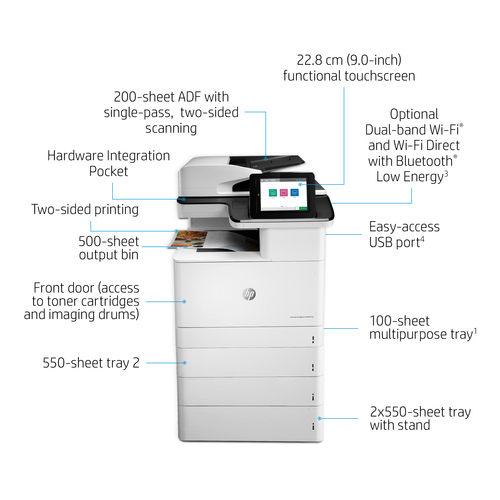 22.8 cm (9.0-inch)
functional touchscreen
200-sheet ADF with
single-pass, two-sided
scanning
Optional
Dual-band Wi-Fi®
and Wi-Fi Direct
with Bluetooth®
Low Energy³
Hardware Integration
Pocket
Two-sided printing
500-sheet
output bin
Easy-access
USB port⁴
Front door (access
to toner cartridges
and imaging drums)
hp
100-sheet
multipurpose tray¹
550-sheet tray 2
2x550-sheet tray
with stand